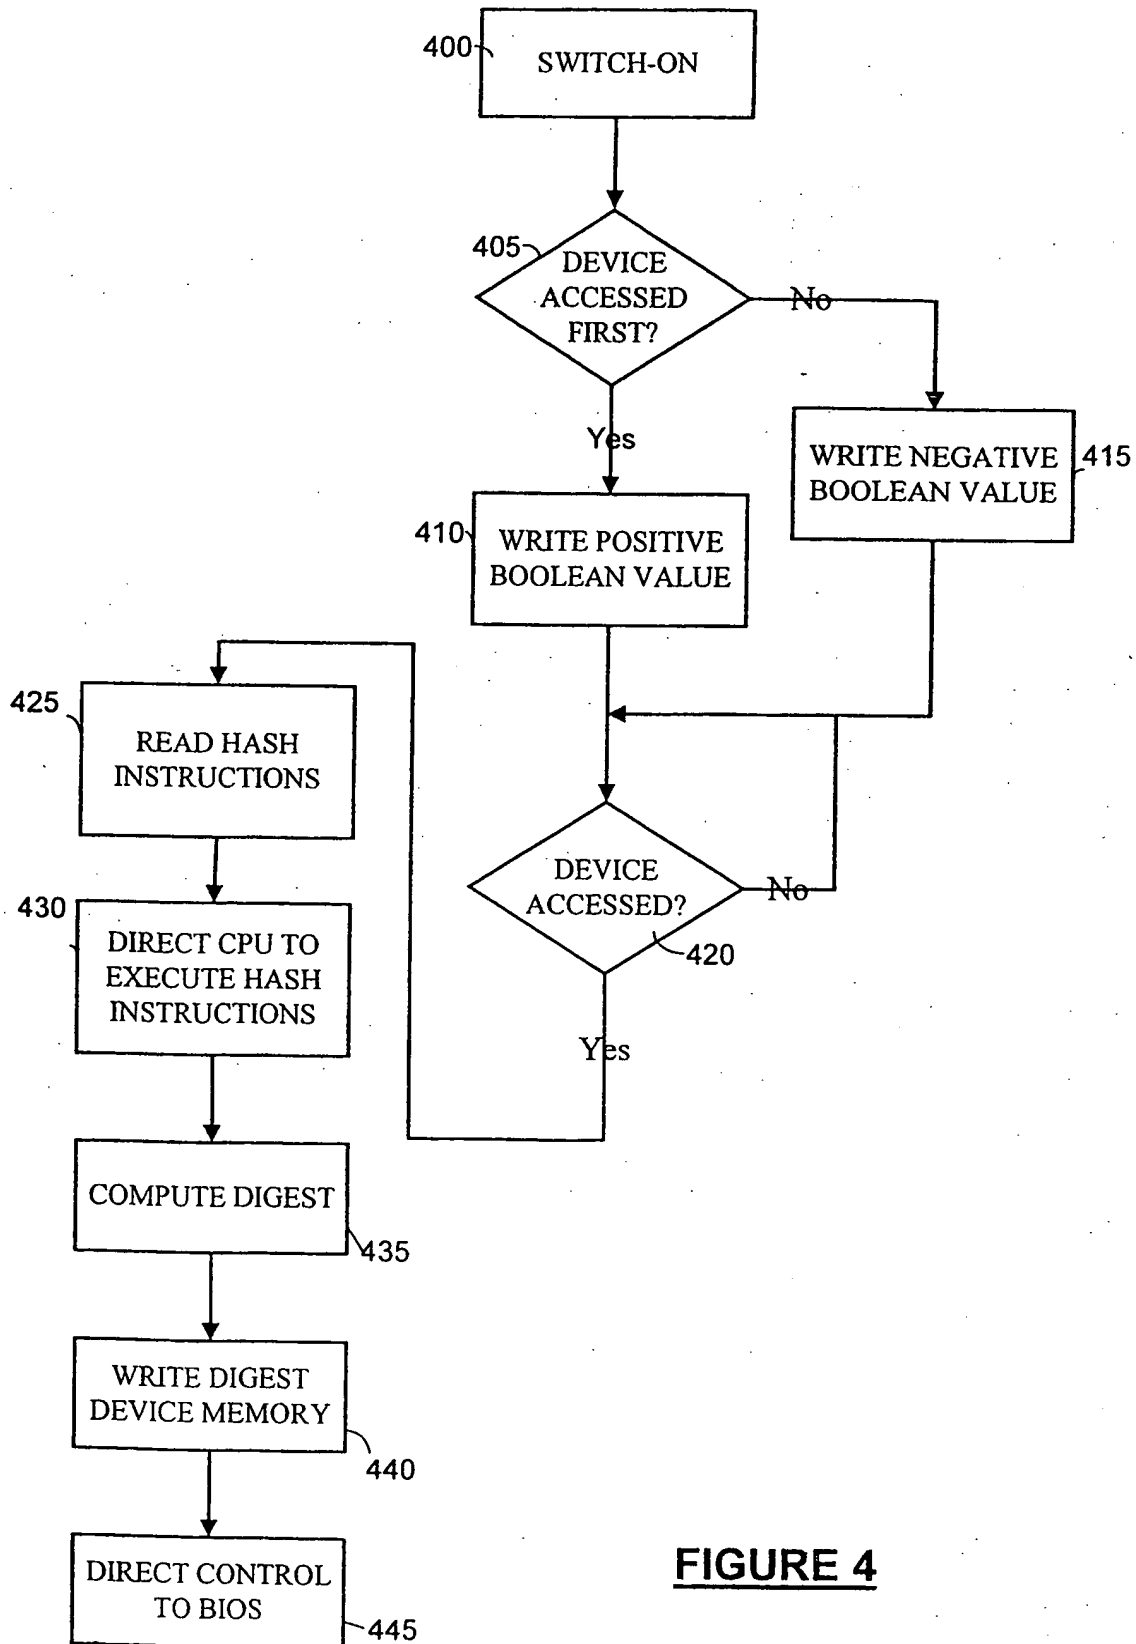 400
SWITCH-ON
405
DEVICE
ACCESSED
FIRST?
No
Yes
WRITE NEGATIVE
BOOLEAN VALUE
415
410
WRITE POSITIVE
BOOLEAN VALUE
425
READ HASH
INSTRUCTIONS
DEVICE
ACCESSED?
No
420
Yes
430
DIRECT CPU TO
EXECUTE HASH
INSTRUCTIONS
COMPUTE DIGEST
435
WRITE DIGEST
DEVICE MEMORY
440
DIRECT CONTROL
TO BIOS
445
FIGURE 4